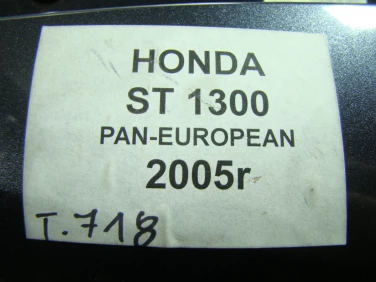 HONDA
ST 1300
PAN-EUROPEAN
2005r
T.718